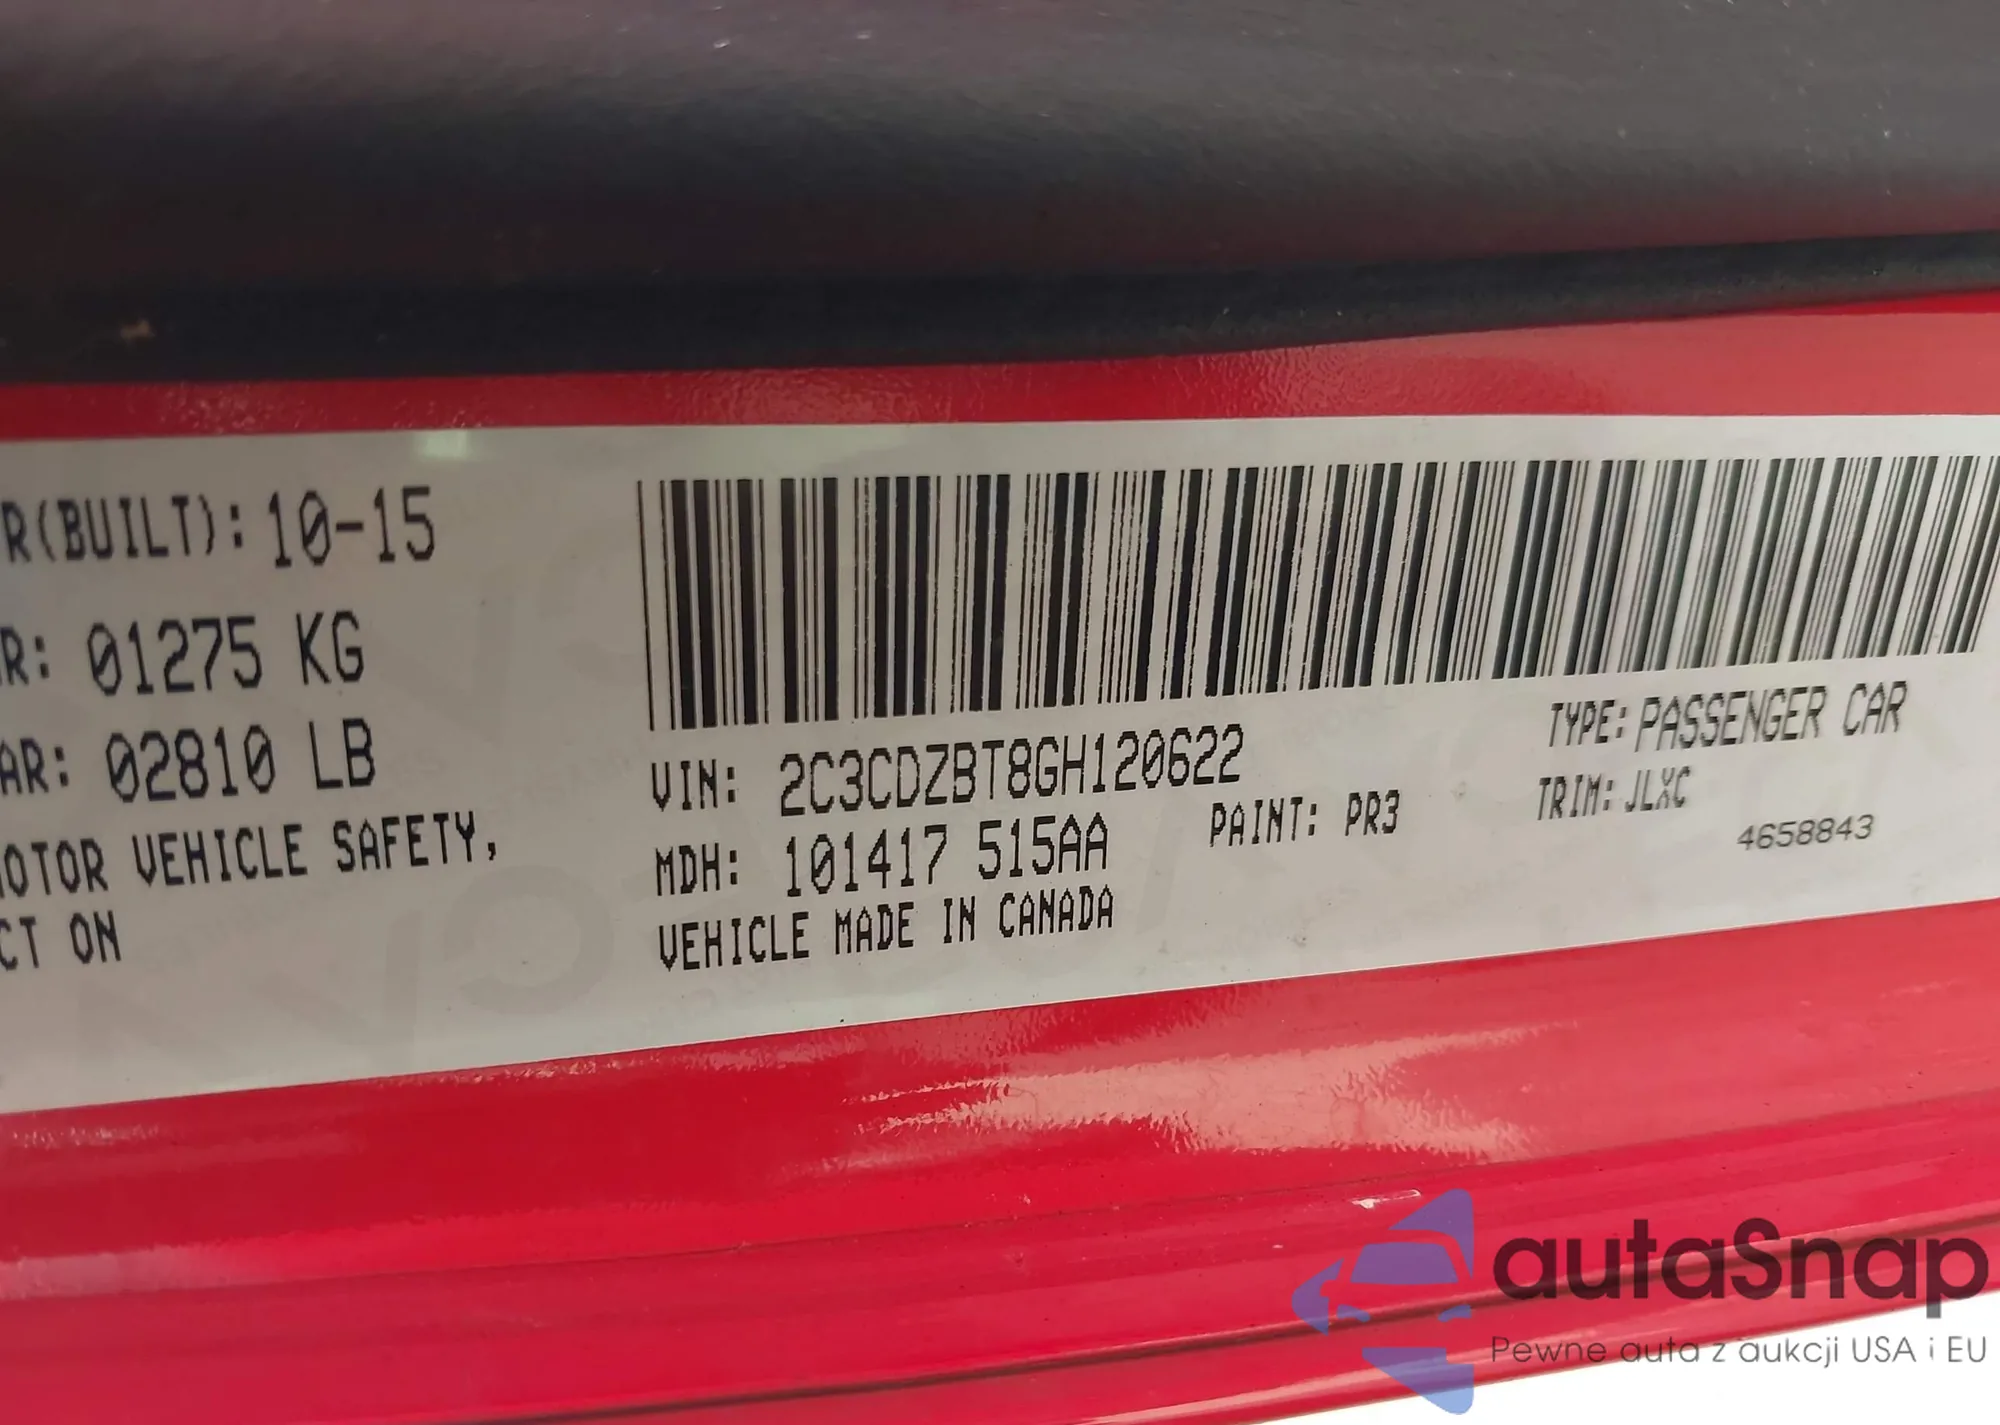 R(BUILT): 10-15
R: 01275 KG
AR: 02810 LB
MOTOR VEHICLE SAFETY,
CT ON
VIN: 2C3CDZBT8GH120622
TYPE: PASSENGER CAR
MDH: 101417 515AA
PAINT: PR3
TRIM: JLXC
4658843
VEHICLE MADE IN CANADA
autaSnap
Pewne auta z aukcji USA i EU